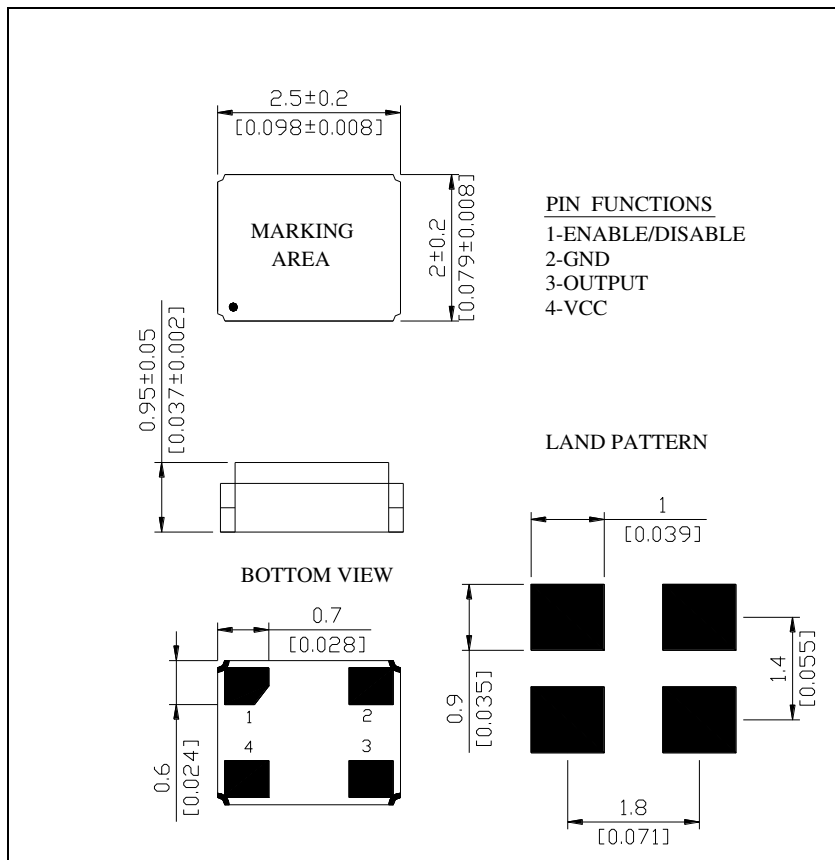 2.5±0.2
[0.098±0.008]
MARKING
AREA
2±0.2
[0.079±0.008]
PIN FUNCTIONS
1-ENABLE/DISABLE
2-GND
3-OUTPUT
4-VCC
0.95±0.05
[0.037±0.002]
LAND PATTERN
1
[0.039]
BOTTOM VIEW
0.7
[0.028]
1
2
4
3
0.6
[0.024]
0.9
[0.035]
1.4
[0.055]
1.8
[0.071]